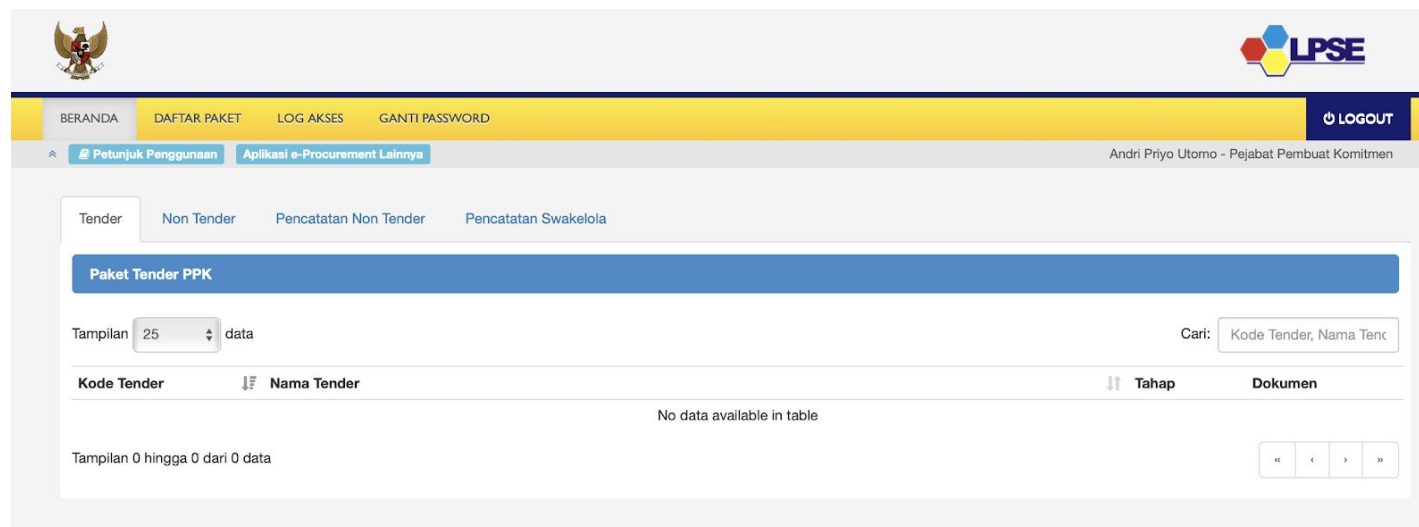 LPSE
BERANDA DAFTAR PAKET LOG AKSES GANTI PASSWORD LOGOUT
Petunjuk Penggunaan Aplikasi e-Procurement Lainnya Andri Priyo Utomo - Pejabat Pembuat Komitmen
Tender Non Tender Pencatatan Non Tender Pencatatan Swakelola
Paket Tender PPK
Tampilan 25 data Cari: Kode Tender, Nama Tenc
Kode Tender Nama Tender Tahap Dokumen
No data available in table
Tampilan 0 hingga 0 dari 0 data « ‹ › »